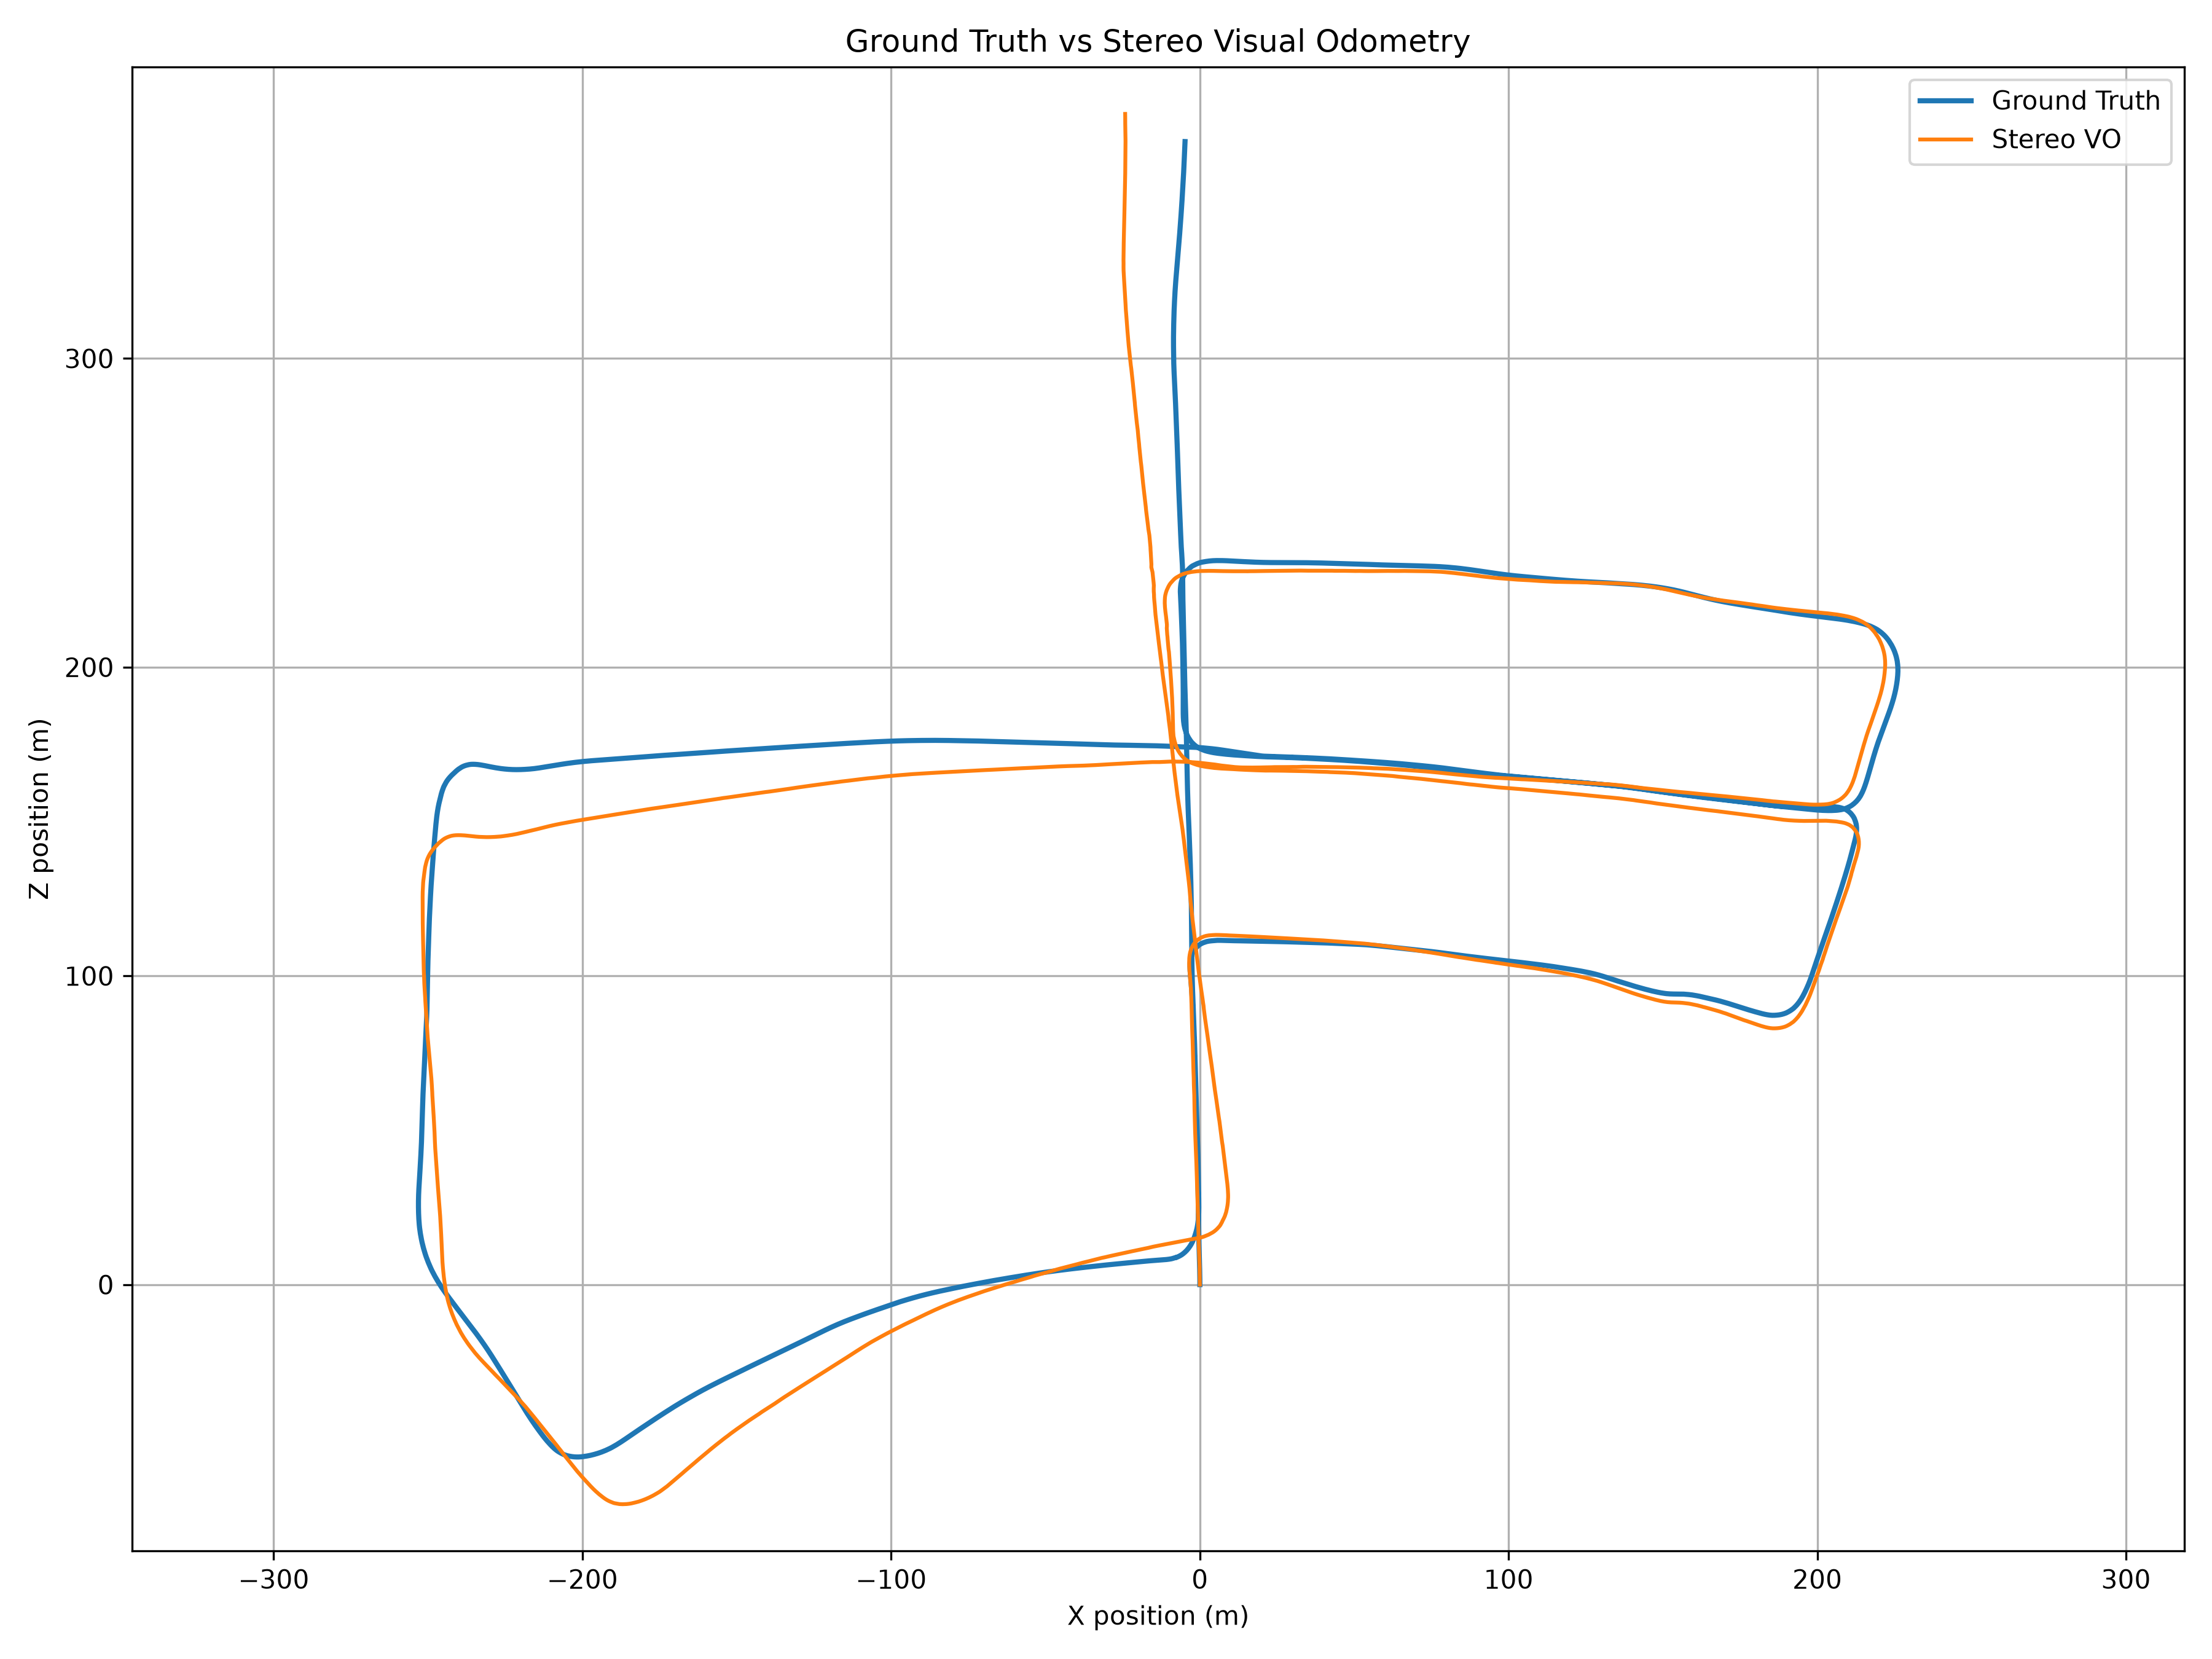 Ground Truth vs Stereo Visual Odometry
Ground Truth
Stereo VO
300
200
100
0
Z position (m)
−300
−200
−100
0
100
200
300
X position (m)